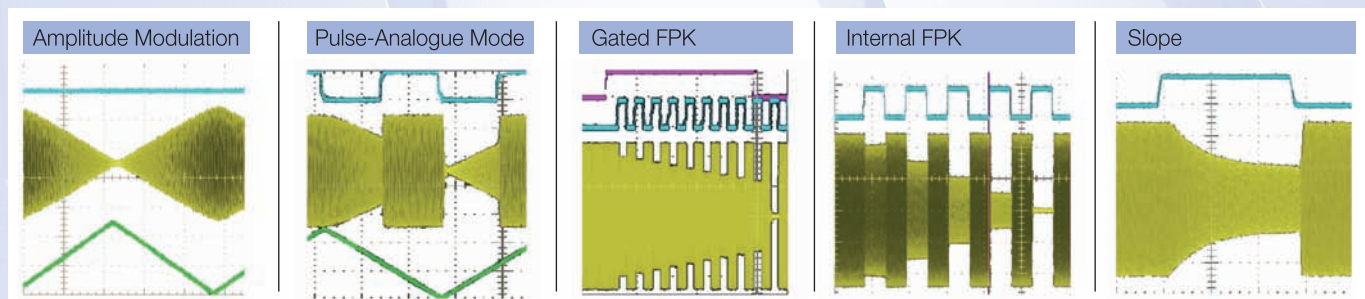 Amplitude Modulation
Pulse-Analogue Mode
Gated FPK
Internal FPK
Slope